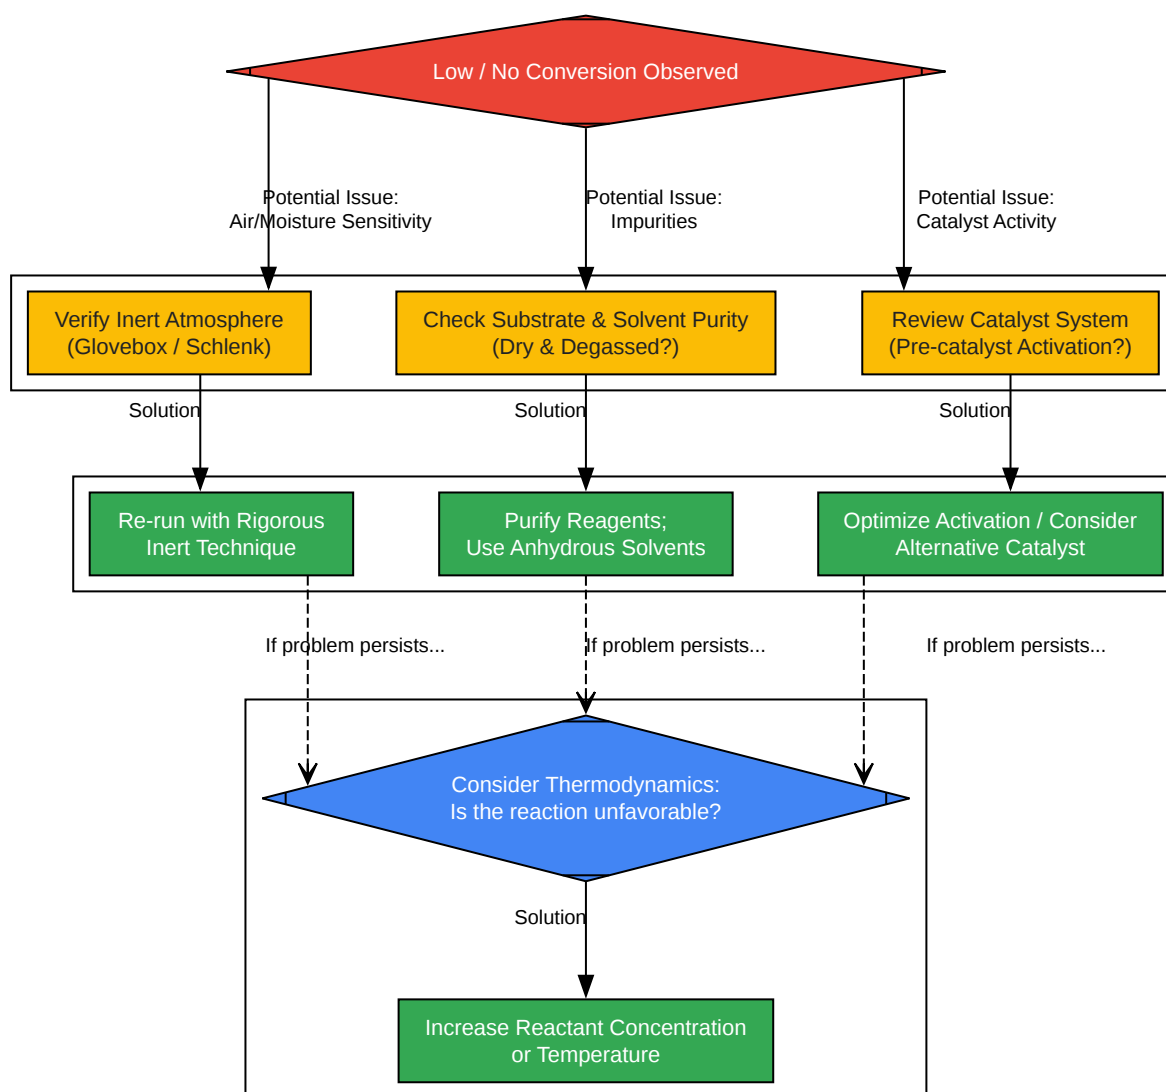 Low / No Conversion Observed
Potential Issue:
Air/Moisture Sensitivity
Potential Issue:
Impurities
Potential Issue:
Catalyst Activity
Verify Inert Atmosphere
(Glovebox / Schlenk)
Check Substrate & Solvent Purity
(Dry & Degassed?)
Review Catalyst System
(Pre-catalyst Activation?)
Solution
Solution
Solution
Re-run with Rigorous
Inert Technique
Purify Reagents;
Use Anhydrous Solvents
Optimize Activation / Consider
Alternative Catalyst
If problem persists...
If problem persists...
If problem persists...
Consider Thermodynamics:
Is the reaction unfavorable?
Solution
Increase Reactant Concentration
or Temperature